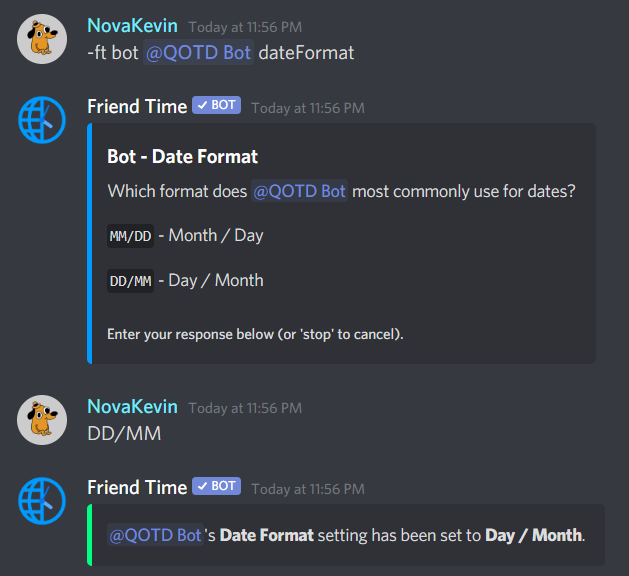 NovaKevin Today at 11:56 PM
-ft bot @QOTD Bot dateFormat
Friend Time ✓ BOT Today at 11:56 PM
Bot - Date Format
Which format does @QOTD Bot most commonly use for dates?
MM/DD - Month / Day
DD/MM - Day / Month
Enter your response below (or 'stop' to cancel).
NovaKevin Today at 11:56 PM
DD/MM
Friend Time ✓ BOT Today at 11:56 PM
@QOTD Bot's Date Format setting has been set to Day / Month.